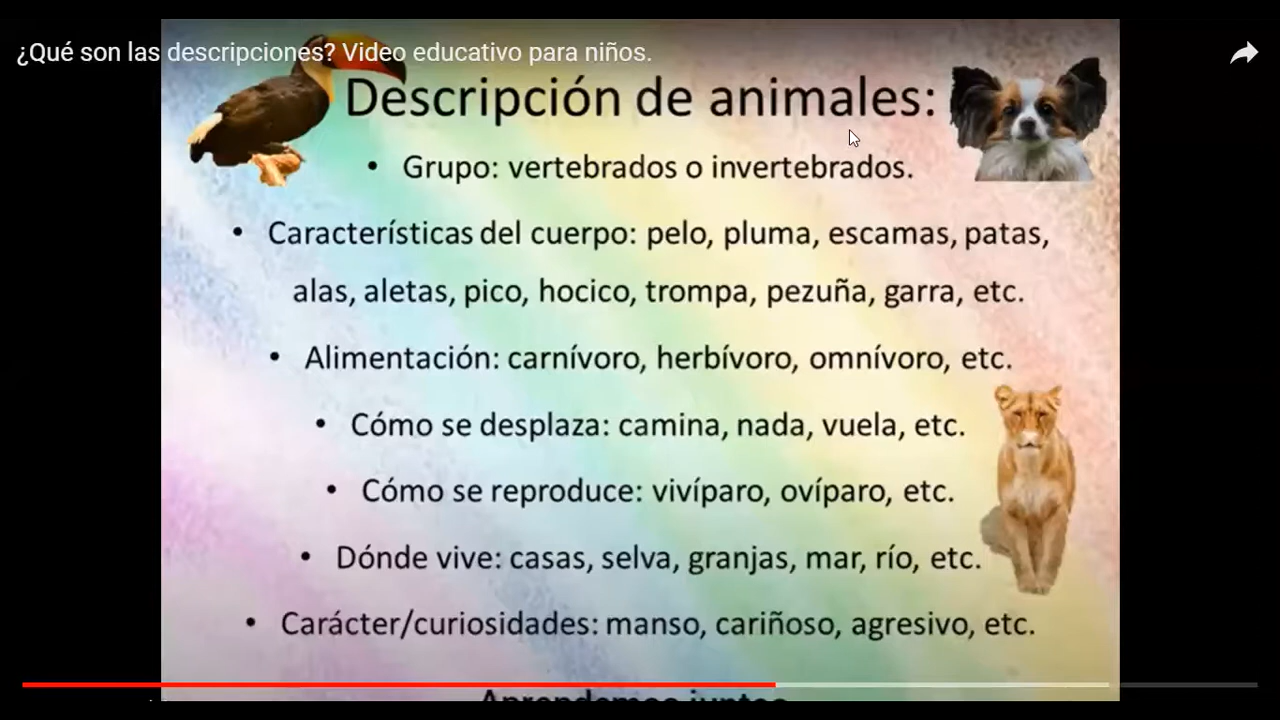 ¿Qué son las descripciones? Video educativo para niños.
Descripción de animales:
• Grupo: vertebrados o invertebrados.
• Características del cuerpo: pelo, pluma, escamas, patas,
alas, aletas, pico, hocico, trompa, pezuña, garra, etc.
• Alimentación: carnívoro, herbívoro, omnívoro, etc.
• Cómo se desplaza: camina, nada, vuela, etc.
• Cómo se reproduce: vivíparo, ovíparo, etc.
• Dónde vive: casas, selva, granjas, mar, río, etc.
• Carácter/curiosidades: manso, cariñoso, agresivo, etc.
Aprendemos juntos